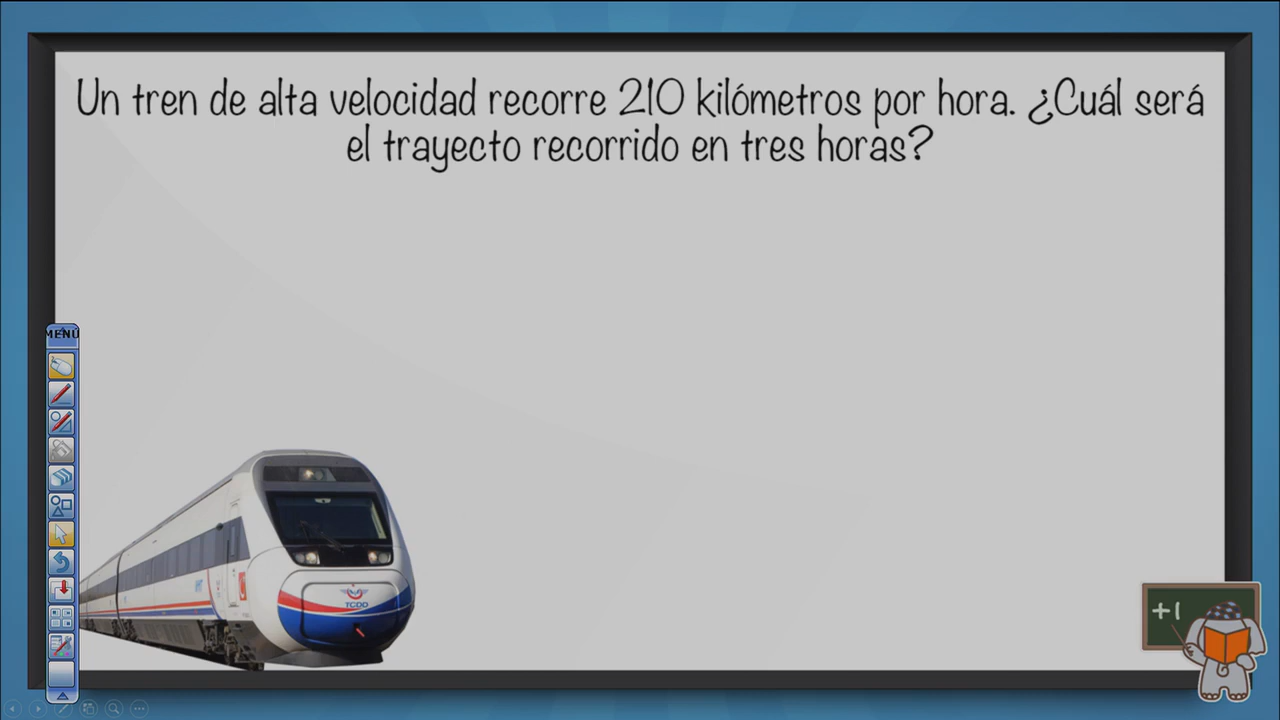 Un tren de alta velocidad recorre 210 kilómetros por hora. ¿Cuál será
el trayecto recorrido en tres horas?
MENÚ
TCDD
+1